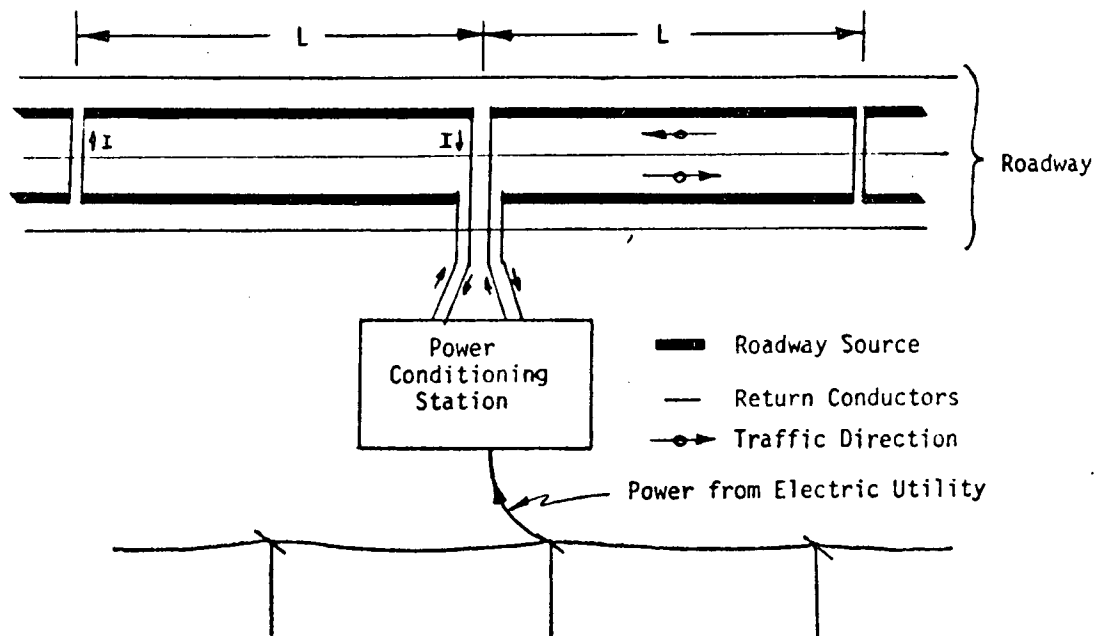 L
L
I
I
Roadway
Power
Conditioning
Station
Roadway Source
Return Conductors
Traffic Direction
Power from Electric Utility